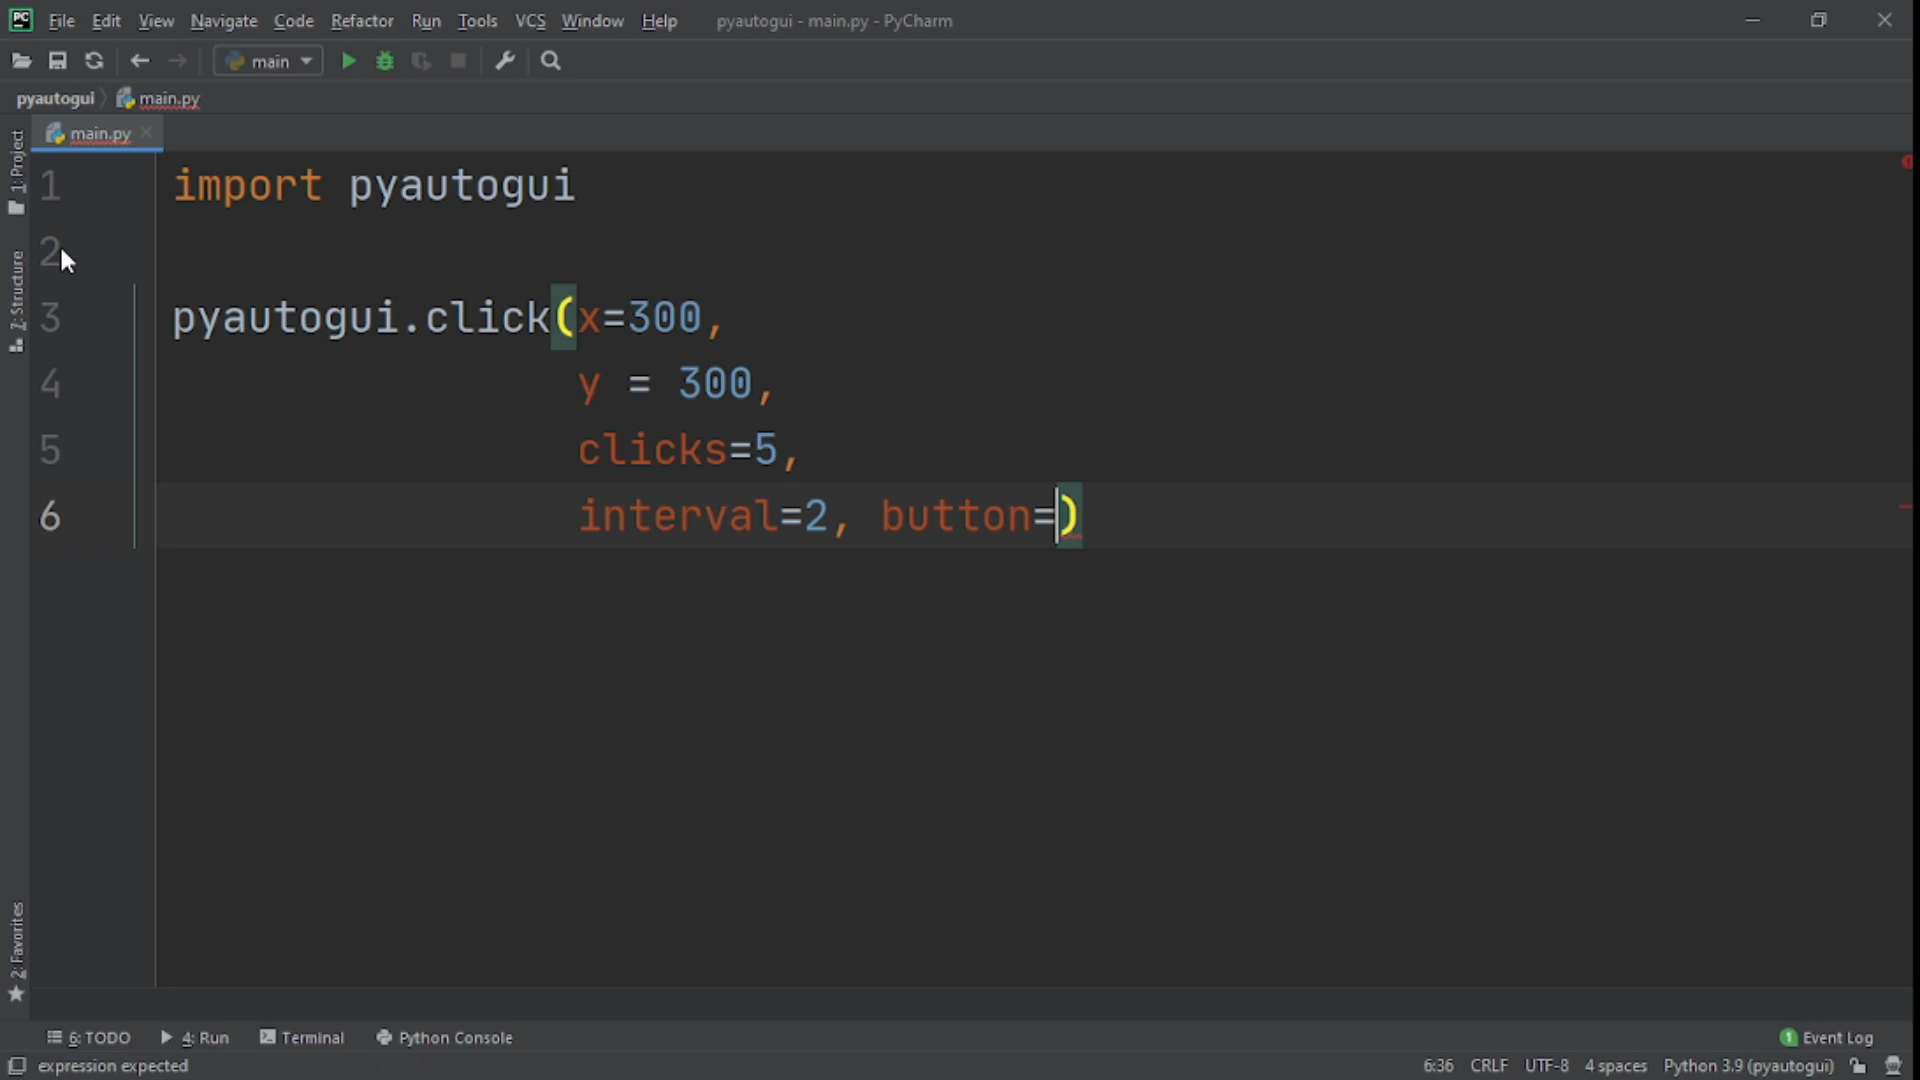 PC File Edit View Navigate Code Refactor Run Tools VCS Window Help pyautogui - main.py - PyCharm
main
pyautogui main.py
main.py
1: Project
2: Structure
2: Favorites
1 import pyautogui
2
3 pyautogui.click(x=300,
4 y = 300,
5 clicks=5,
6 interval=2, button=)
6: TODO 4: Run Terminal Python Console 1 Event Log
expression expected 6:36 CRLF UTF-8 4 spaces Python 3.9 (pyautogui)